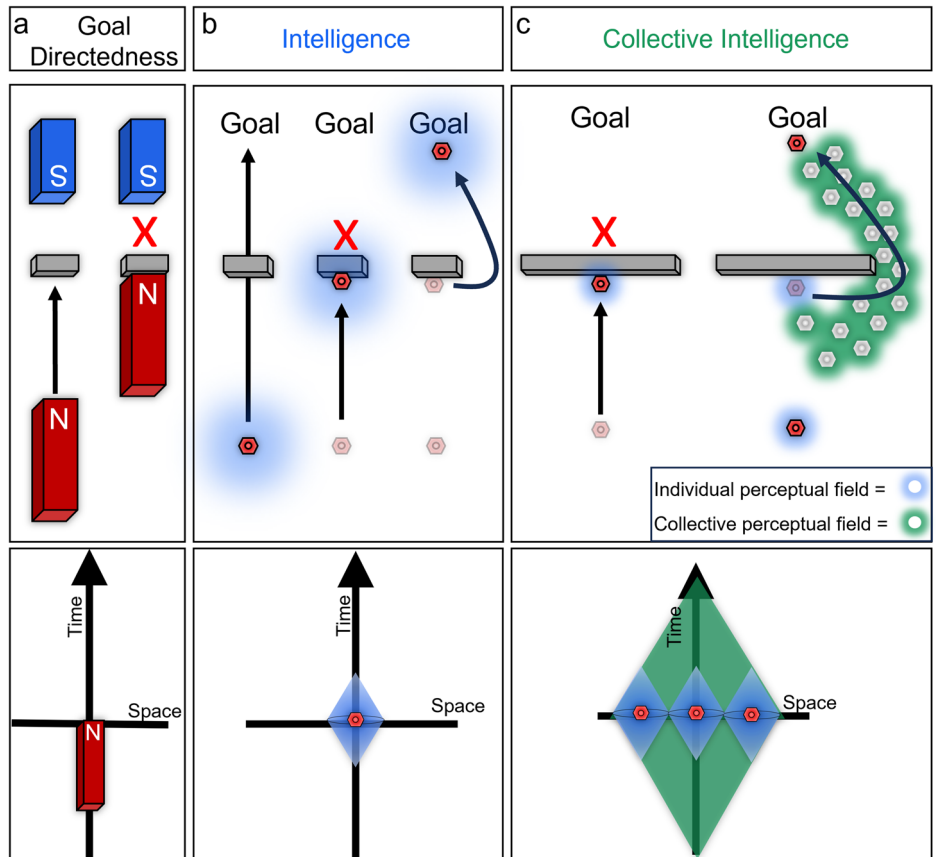 a
Goal
Directedness
b
Intelligence
c
Collective Intelligence
S
S
X
N
N
Goal
Goal
Goal
X
Goal
Goal
X
Individual perceptual field =
Collective perceptual field =
Time
Space
N
Time
Space
Time
Space